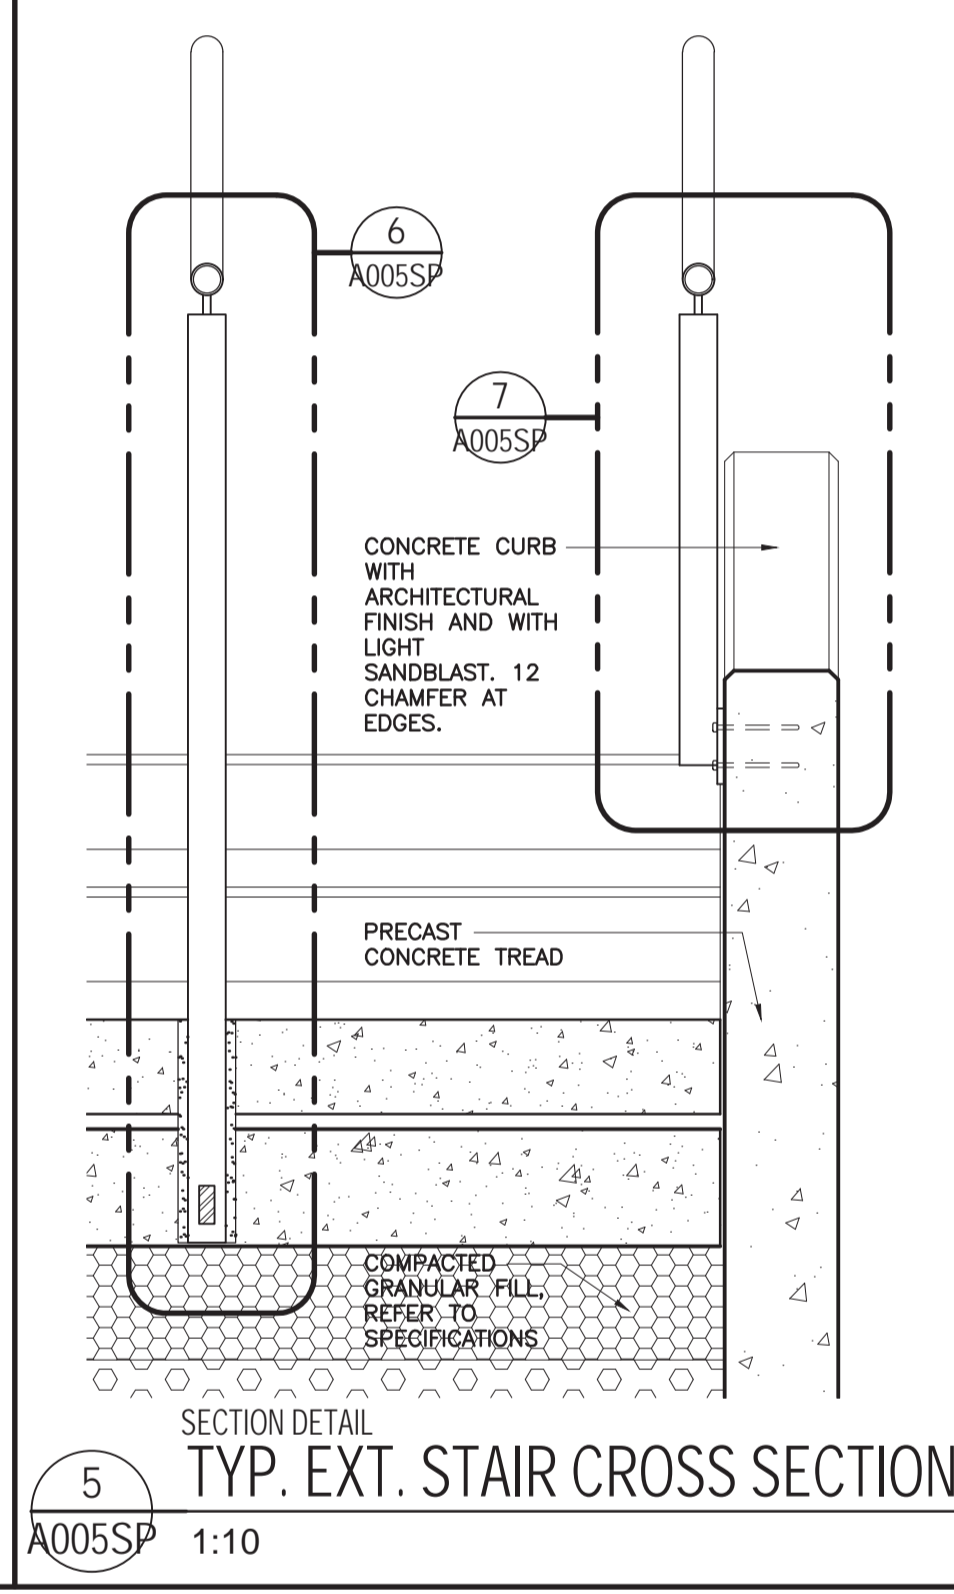 6
A005SP
7
A005SP
CONCRETE CURB
WITH
ARCHITECTURAL
FINISH AND WITH
LIGHT
SANDBLAST. 12
CHAMFER AT
EDGES.
PRECAST
CONCRETE TREAD
COMPACTED
GRANULAR FILL,
REFER TO
SPECIFICATIONS
SECTION DETAIL
5
TYP. EXT. STAIR CROSS SECTION
A005SP
1:10